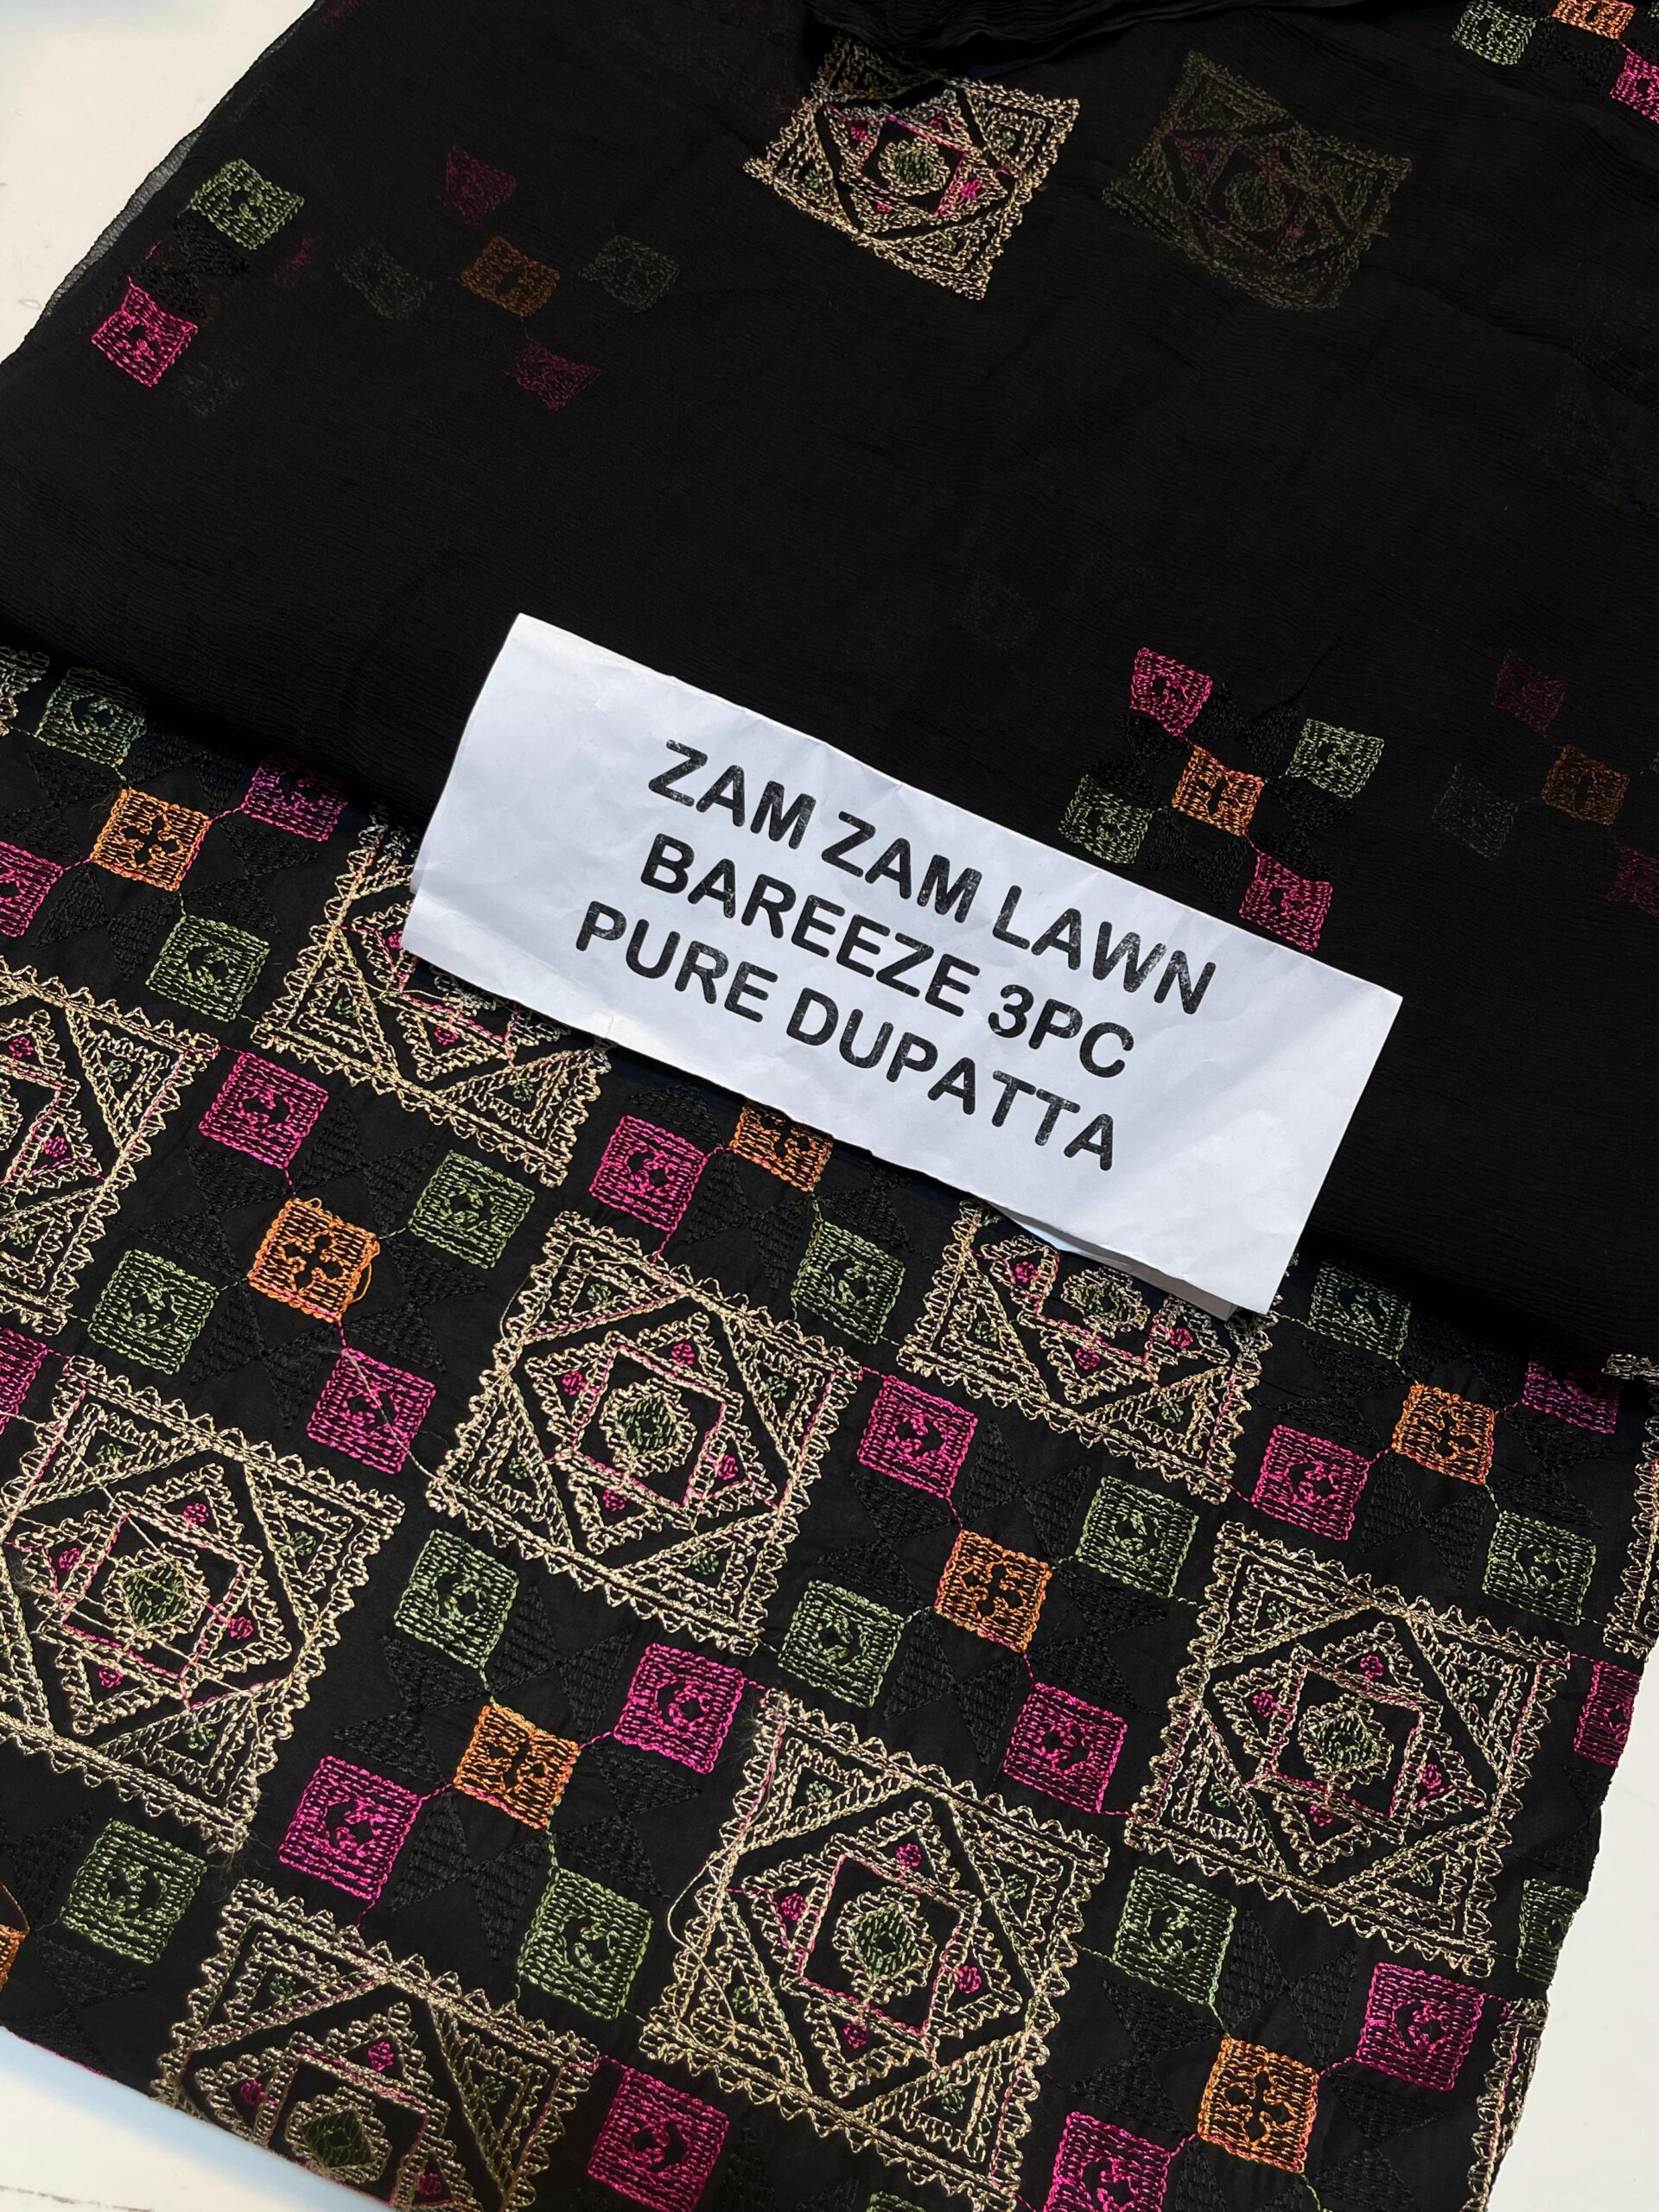 ZAM ZAM LAWN
BAREEZE 3PC
PURE DUPATTA